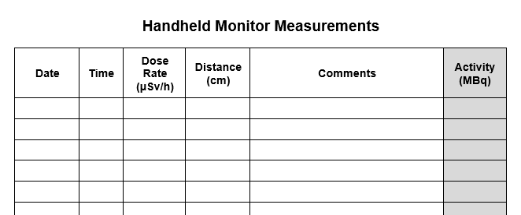 Handheld Monitor Measurements
Date Time Dose Rate (µSv/h) Distance (cm) Comments Activity (MBq)